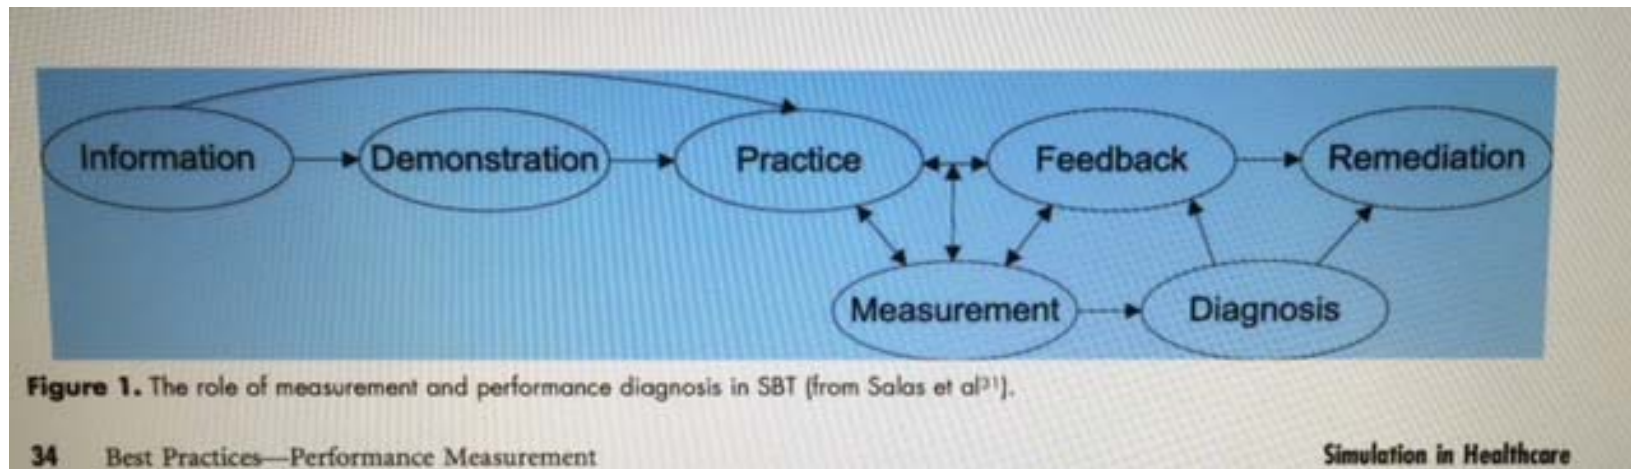 Information Demonstration Practice Feedback Remediation
Measurement Diagnosis
Figure 1. The role of measurement and performance diagnosis in SBT (from Salas et al³¹).
34 Best Practices—Performance Measurement Simulation in Healthcare